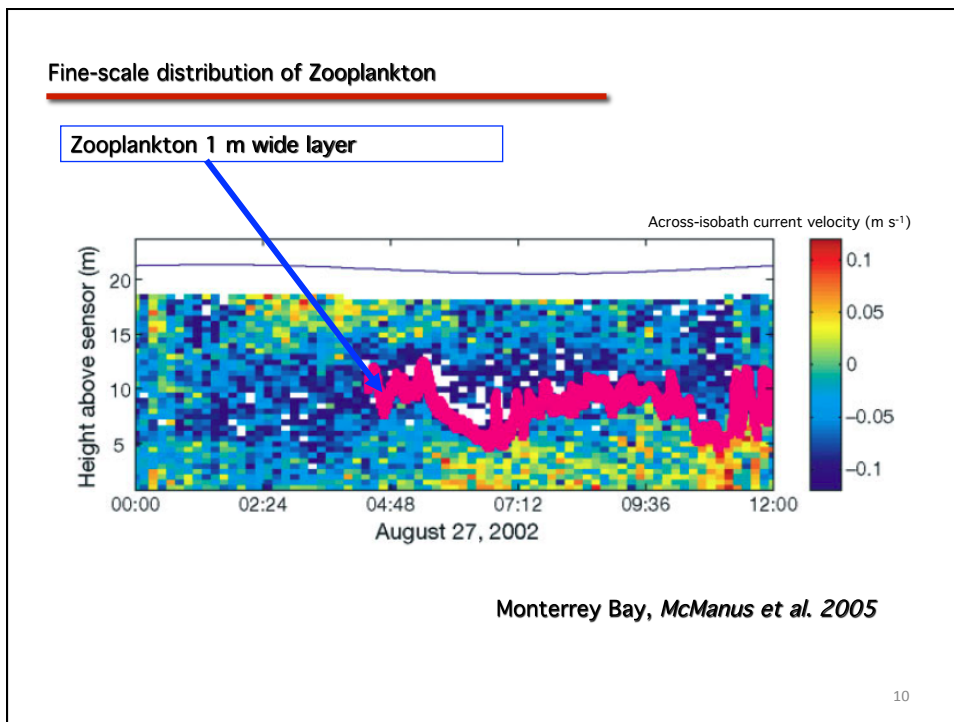 Fine-scale distribution of Zooplankton
Zooplankton 1 m wide layer
Across-isobath current velocity (m s-1)
Height above sensor (m)
20
15
10
5
0.1
0.05
0
−0.05
−0.1
00:00 02:24 04:48 07:12 09:36 12:00
August 27, 2002
Monterrey Bay, McManus et al. 2005
10